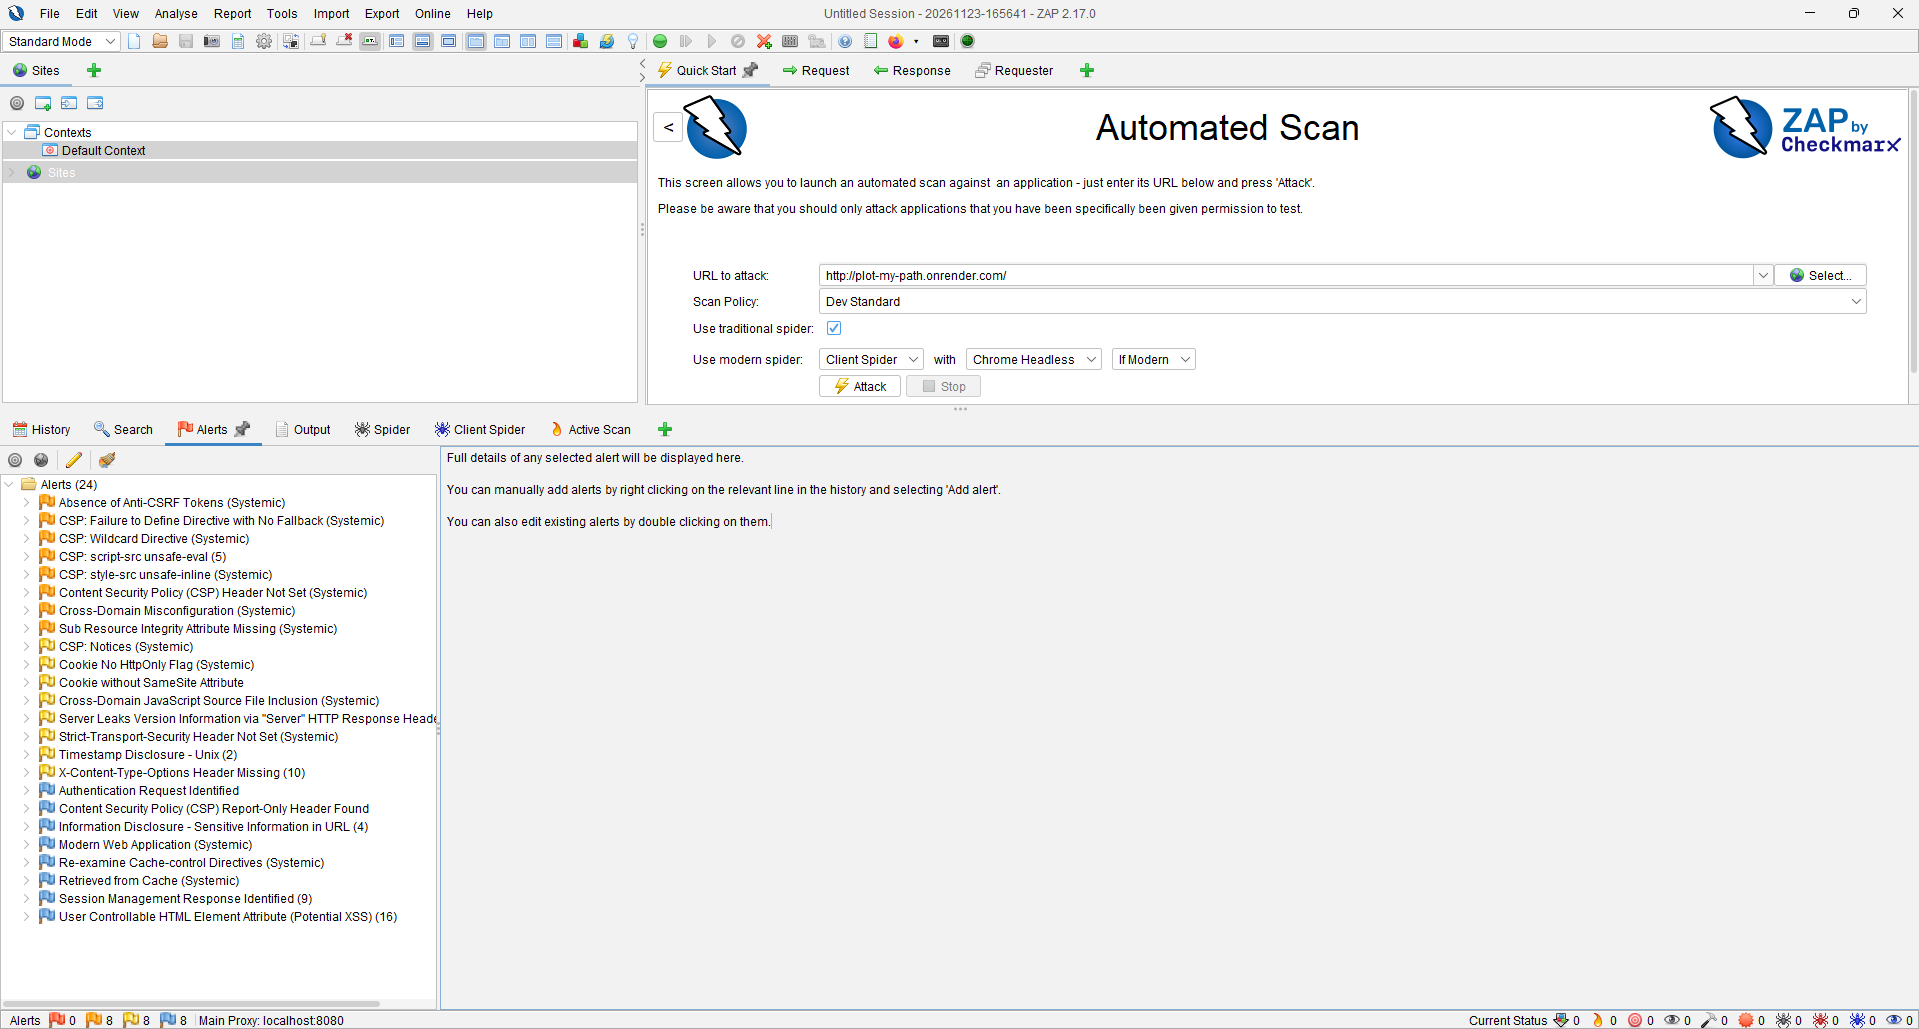 File Edit View Analyse Report Tools Import Export Online Help
Untitled Session - 20261123-165641 - ZAP 2.17.0
Standard Mode
Sites
Quick Start Request Response Requester
Contexts
Default Context
Sites
<
Automated Scan
ZAP by Checkmarx
This screen allows you to launch an automated scan against an application - just enter its URL below and press 'Attack'.
Please be aware that you should only attack applications that you have been specifically been given permission to test.
URL to attack: http://plot-my-path.onrender.com/ Select...
Scan Policy: Dev Standard
Use traditional spider:
Use modern spider: Client Spider with Chrome Headless If Modern
Attack Stop
History Search Alerts Output Spider Client Spider Active Scan
Alerts (24)
Absence of Anti-CSRF Tokens (Systemic)
CSP: Failure to Define Directive with No Fallback (Systemic)
CSP: Wildcard Directive (Systemic)
CSP: script-src unsafe-eval (5)
CSP: style-src unsafe-inline (Systemic)
Content Security Policy (CSP) Header Not Set (Systemic)
Cross-Domain Misconfiguration (Systemic)
Sub Resource Integrity Attribute Missing (Systemic)
CSP: Notices (Systemic)
Cookie No HttpOnly Flag (Systemic)
Cookie without SameSite Attribute
Cross-Domain JavaScript Source File Inclusion (Systemic)
Server Leaks Version Information via "Server" HTTP Response Heade
Strict-Transport-Security Header Not Set (Systemic)
Timestamp Disclosure - Unix (2)
X-Content-Type-Options Header Missing (10)
Authentication Request Identified
Content Security Policy (CSP) Report-Only Header Found
Information Disclosure - Sensitive Information in URL (4)
Modern Web Application (Systemic)
Re-examine Cache-control Directives (Systemic)
Retrieved from Cache (Systemic)
Session Management Response Identified (9)
User Controllable HTML Element Attribute (Potential XSS) (16)
Full details of any selected alert will be displayed here.
You can manually add alerts by right clicking on the relevant line in the history and selecting 'Add alert'.
You can also edit existing alerts by double clicking on them.
Alerts 0 8 8 8 Main Proxy: localhost:8080
Current Status 0 0 0 0 0 0 0 0 0 0